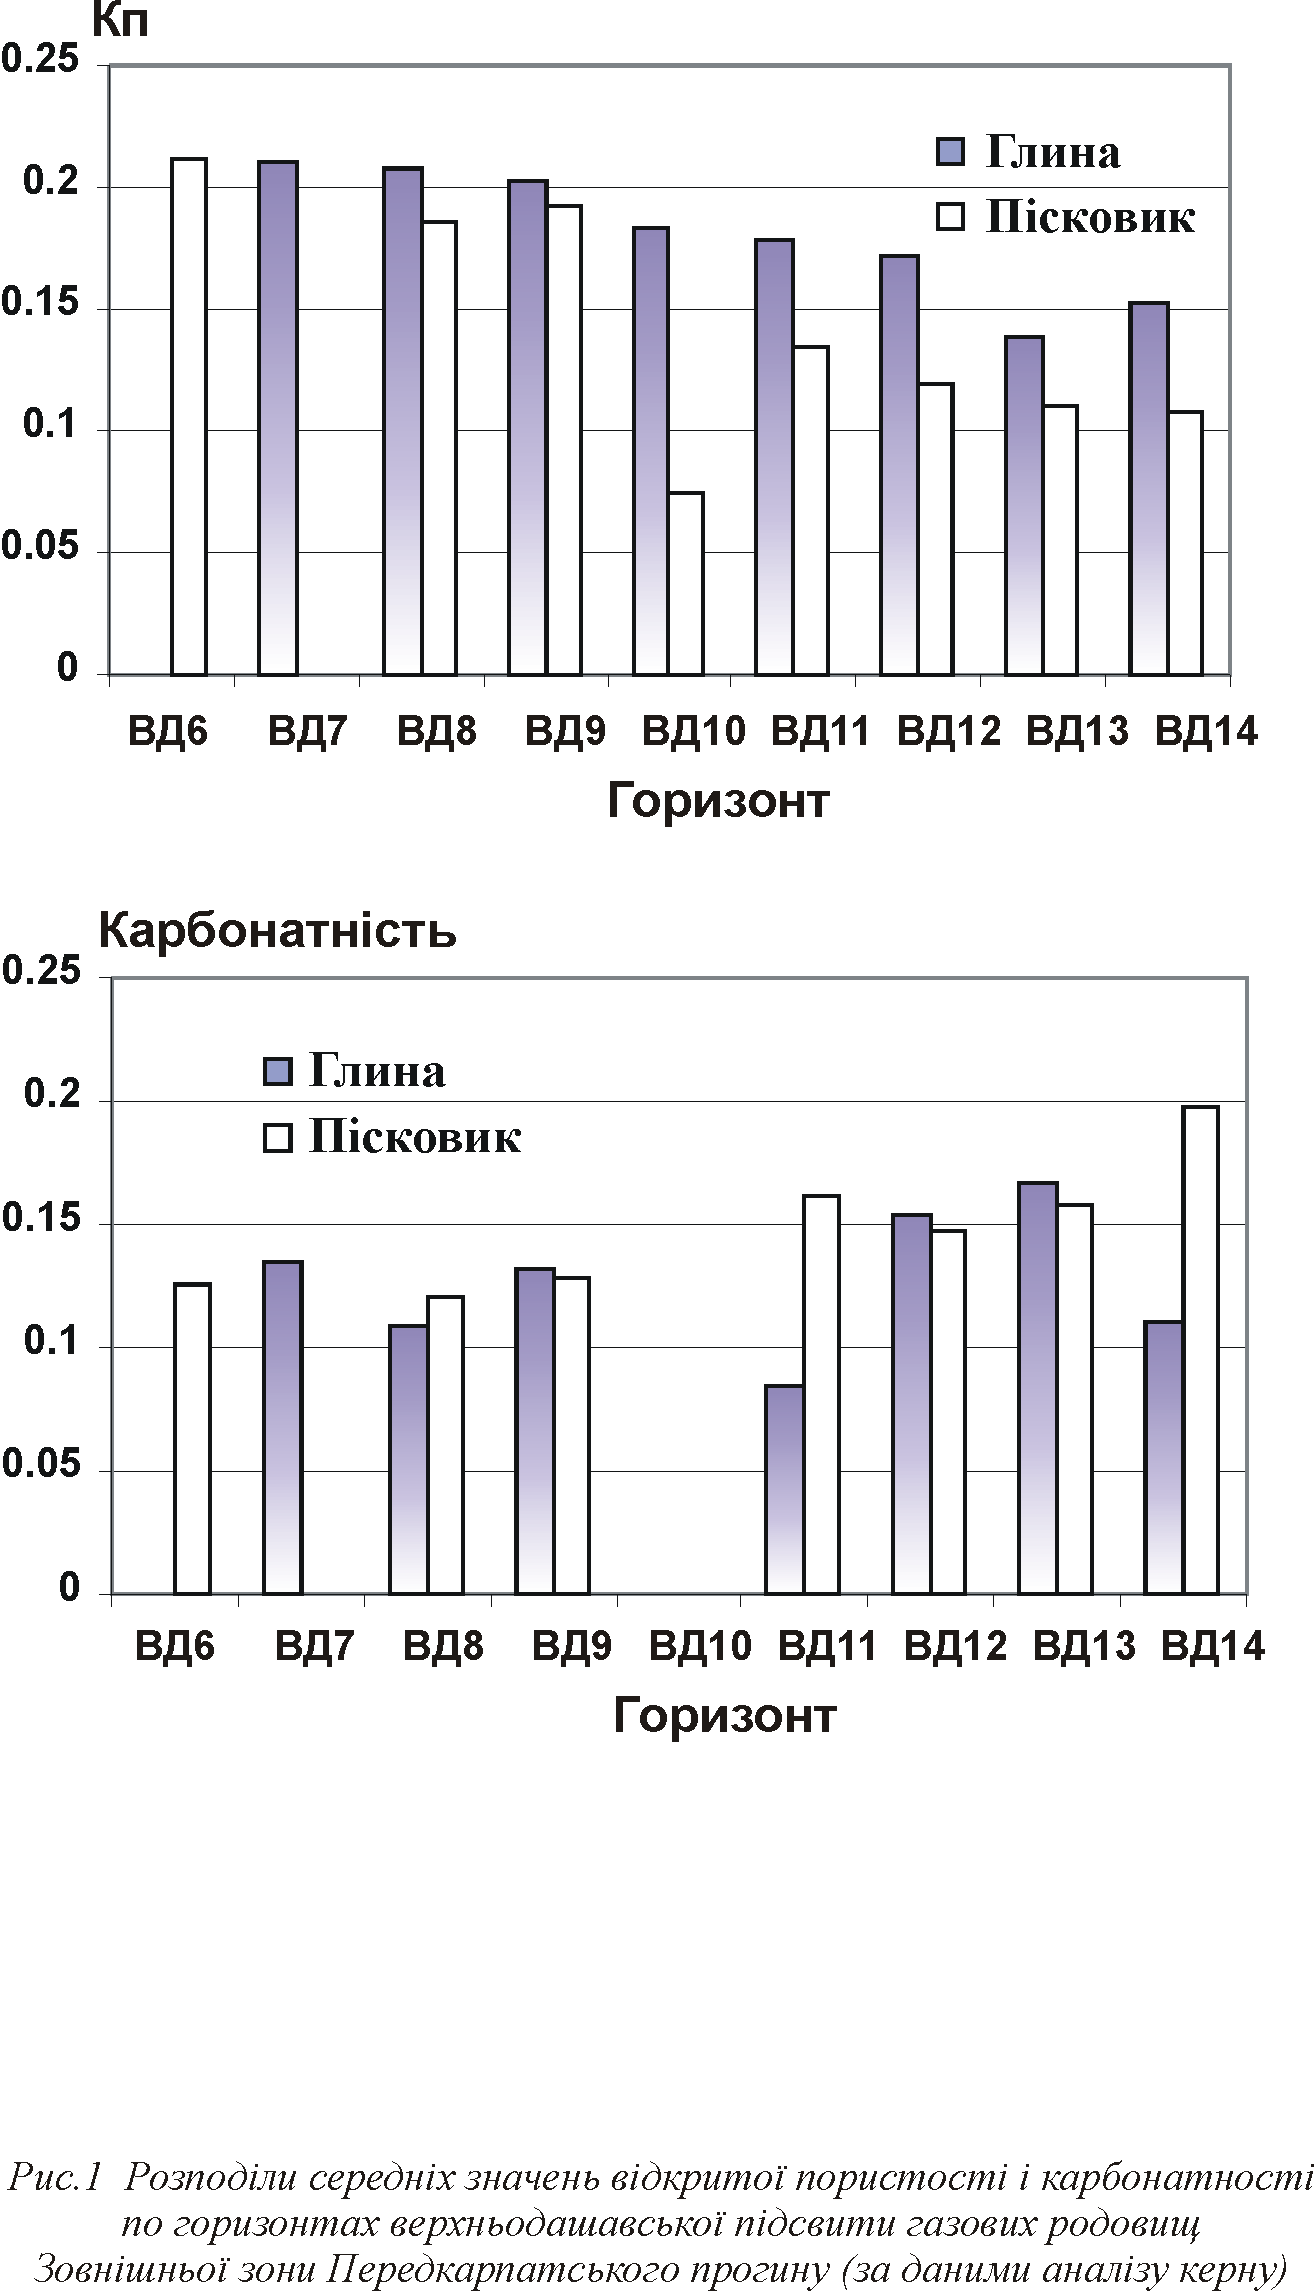 Кп
0.25
0.2
0.15
0.1
0.05
0
Глина
Пісковик
ВД6 ВД7 ВД8 ВД9 ВД10 ВД11 ВД12 ВД13 ВД14
Горизонт
Карбонатність
0.25
0.2
0.15
0.1
0.05
0
Глина
Пісковик
ВД6 ВД7 ВД8 ВД9 ВД10 ВД11 ВД12 ВД13 ВД14
Горизонт
Рис.1 Розподіли середніх значень відкритої пористості і карбонатності
по горизонтах верхньодашавської підсвити газових родовищ
Зовнішньої зони Передкарпатського прогину (за даними аналізу керну)